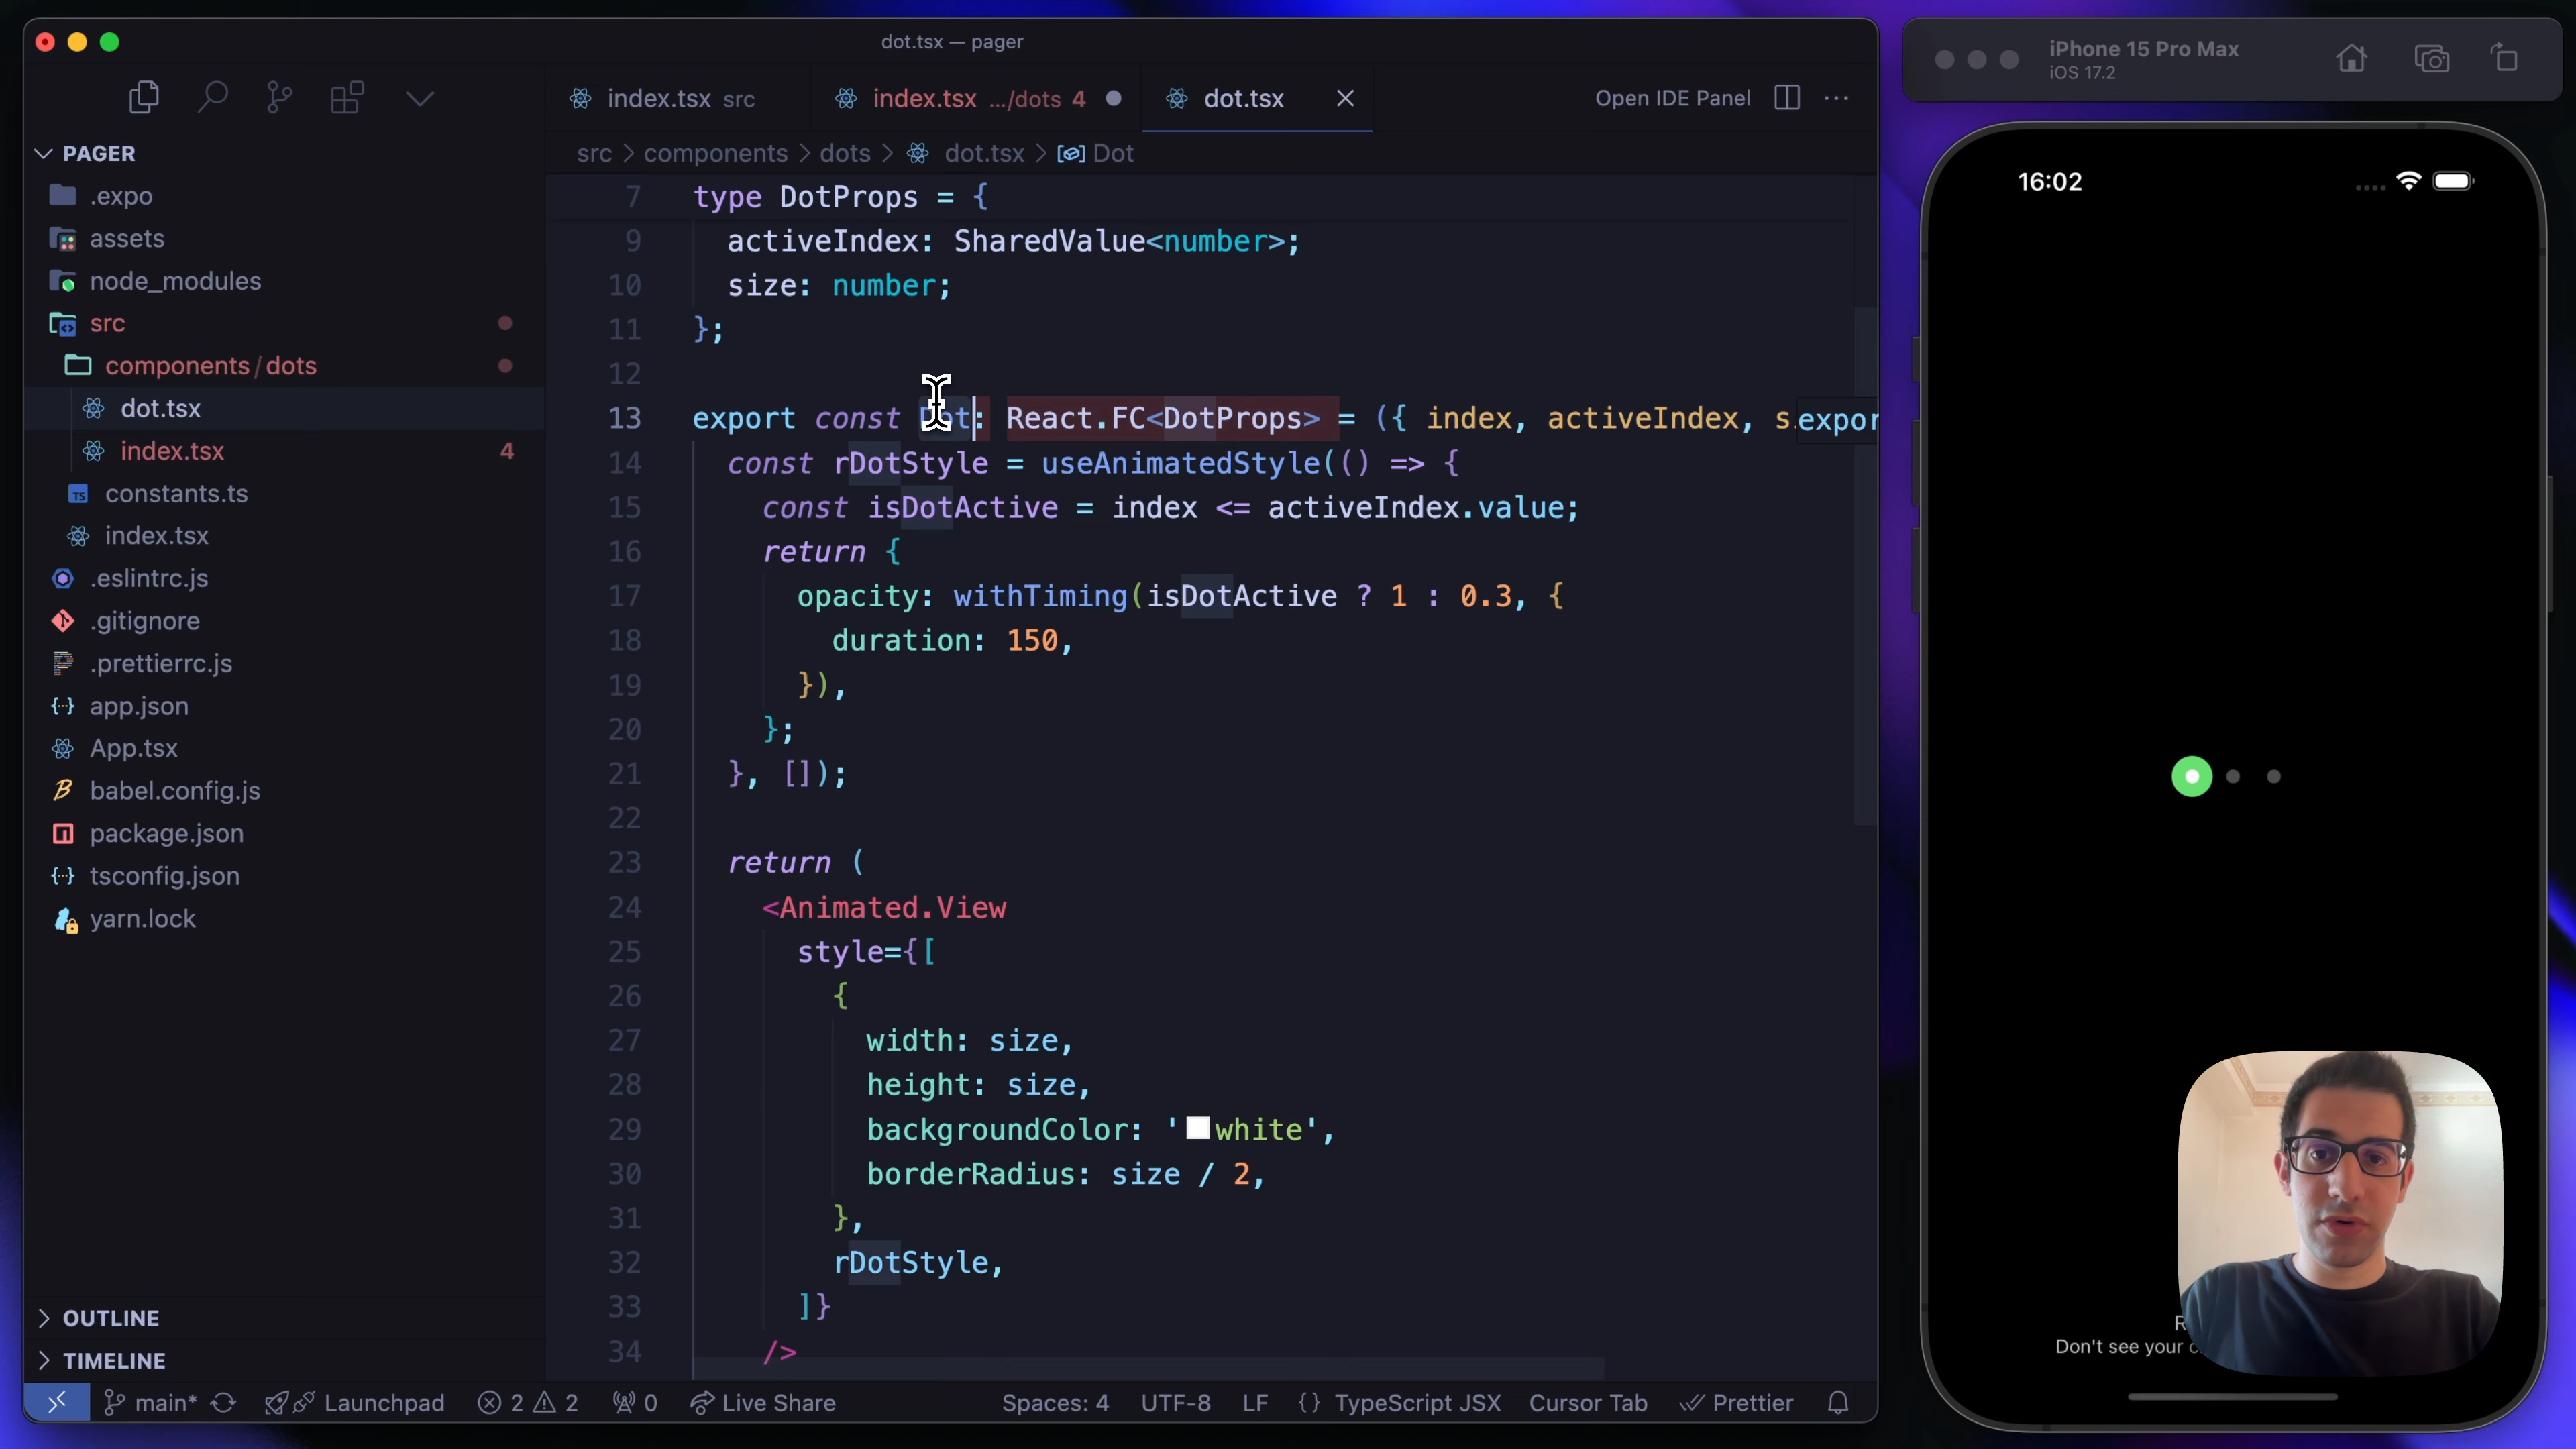 dot.tsx — pager
PAGER
.expo
assets
node_modules
src
components/dots
dot.tsx
index.tsx 4
constants.ts
index.tsx
.eslintrc.js
.gitignore
.prettierrc.js
app.json
App.tsx
babel.config.js
package.json
tsconfig.json
yarn.lock
OUTLINE
TIMELINE
index.tsx src
index.tsx .../dots 4
dot.tsx
Open IDE Panel
src > components > dots > dot.tsx > Dot
7 type DotProps = {
9 activeIndex: SharedValue<number>;
10 size: number;
11 };
12
13 export const Dot: React.FC<DotProps> = ({ index, activeIndex, s expor
14 const rDotStyle = useAnimatedStyle(() => {
15 const isDotActive = index <= activeIndex.value;
16 return {
17 opacity: withTiming(isDotActive ? 1 : 0.3, {
18 duration: 150,
19 }),
20 };
21 }, []);
22
23 return (
24 <Animated.View
25 style={[
26 {
27 width: size,
28 height: size,
29 backgroundColor: 'white',
30 borderRadius: size / 2,
31 },
32 rDotStyle,
33 ]}
34 />
main* Launchpad 2 2 0 Live Share Spaces: 4 UTF-8 LF {} TypeScript JSX Cursor Tab Prettier
iPhone 15 Pro Max
iOS 17.2
16:02
R
Don't see your